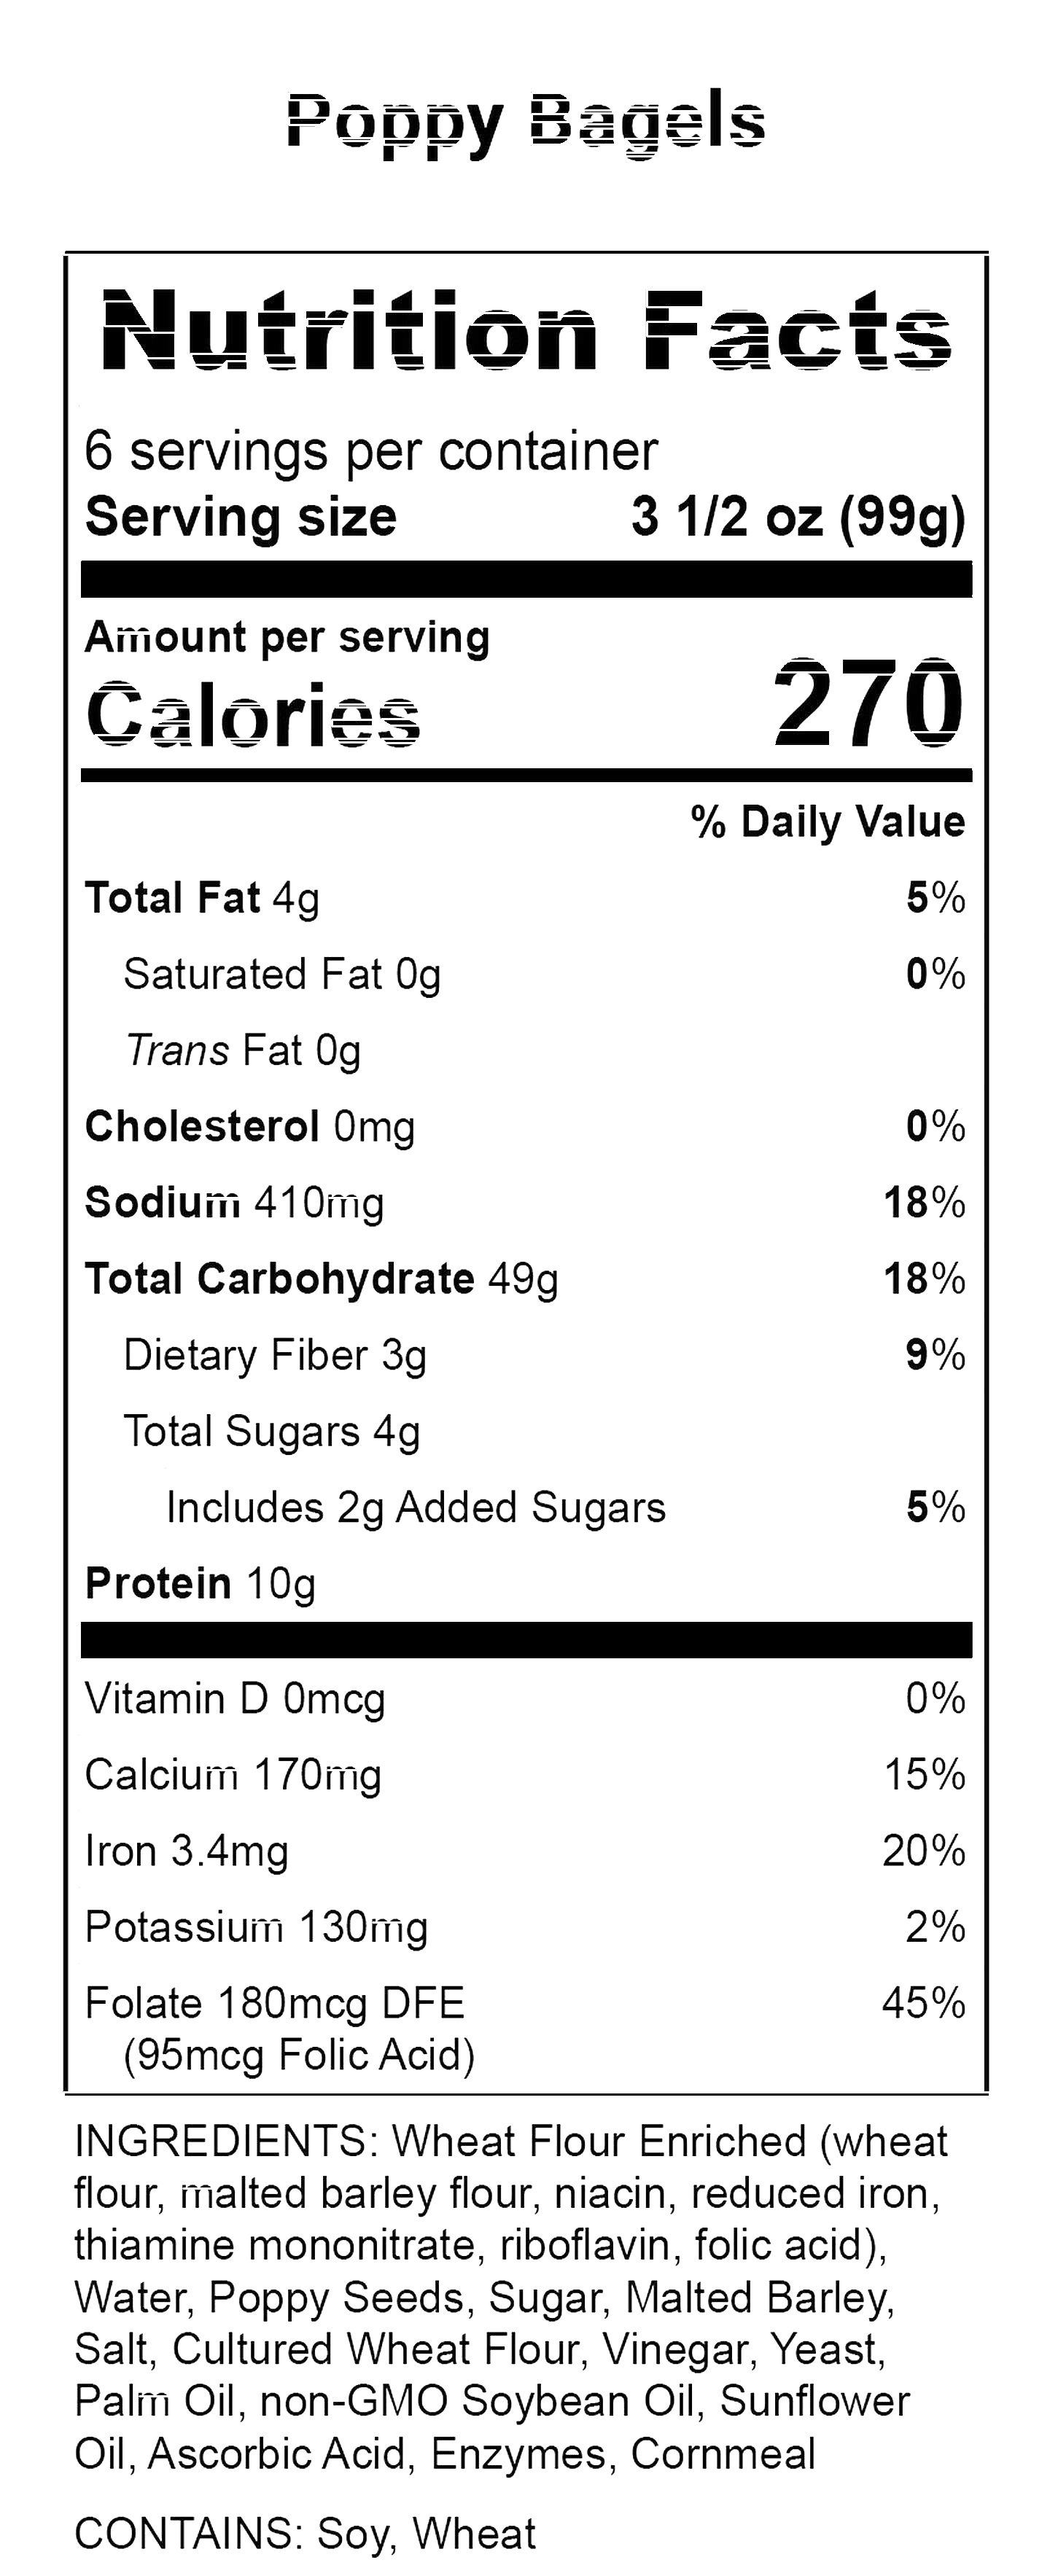 Poppy Bagels
Nutrition Facts
6 servings per container
Serving size 3 1/2 oz (99g)
Amount per serving
Calories 270
% Daily Value
Total Fat 4g 5%
Saturated Fat 0g 0%
Trans Fat 0g
Cholesterol 0mg 0%
Sodium 410mg 18%
Total Carbohydrate 49g 18%
Dietary Fiber 3g 9%
Total Sugars 4g
Includes 2g Added Sugars 5%
Protein 10g
Vitamin D 0mcg 0%
Calcium 170mg 15%
Iron 3.4mg 20%
Potassium 130mg 2%
Folate 180mcg DFE 45%
(95mcg Folic Acid)
INGREDIENTS: Wheat Flour Enriched (wheat
flour, malted barley flour, niacin, reduced iron,
thiamine mononitrate, riboflavin, folic acid),
Water, Poppy Seeds, Sugar, Malted Barley,
Salt, Cultured Wheat Flour, Vinegar, Yeast,
Palm Oil, non-GMO Soybean Oil, Sunflower
Oil, Ascorbic Acid, Enzymes, Cornmeal
CONTAINS: Soy, Wheat